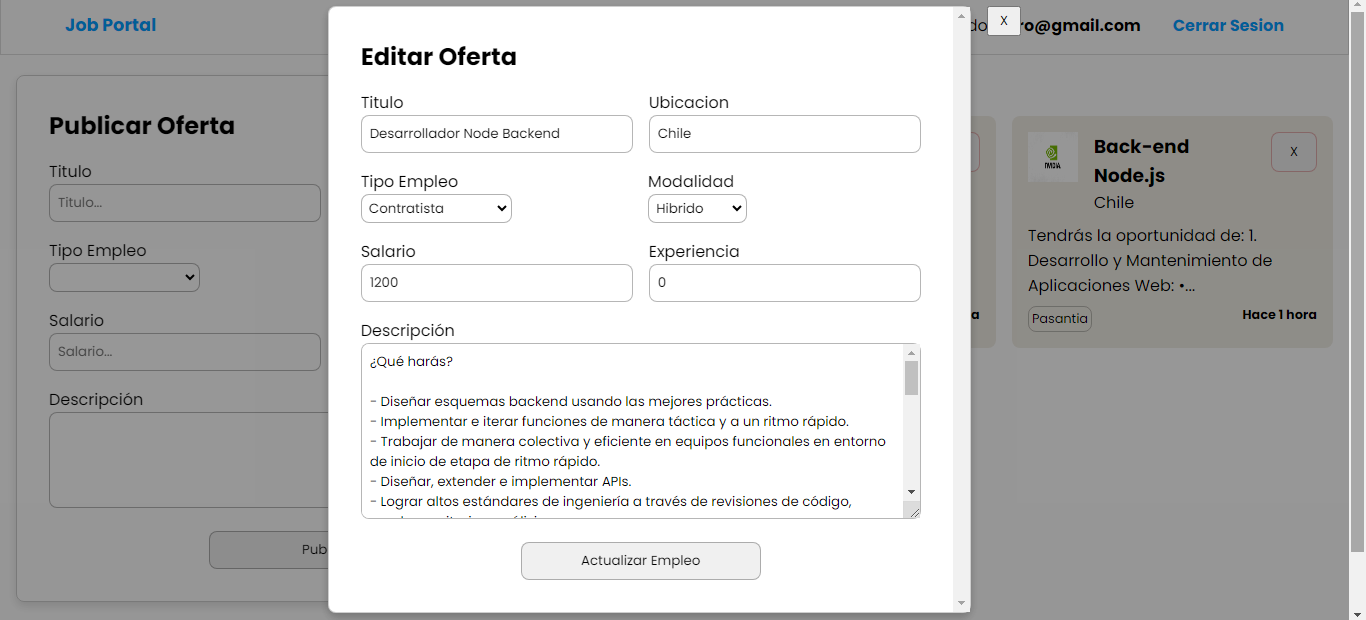 Job Portal
X
ro@gmail.com
Cerrar Sesion
Editar Oferta
Titulo
Ubicacion
Desarrollador Node Backend
Chile
Tipo Empleo
Modalidad
Contratista
Hibrido
Salario
Experiencia
1200
0
Descripción
¿Qué harás?
- Diseñar esquemas backend usando las mejores prácticas.
- Implementar e iterar funciones de manera táctica y a un ritmo rápido.
- Trabajar de manera colectiva y eficiente en equipos funcionales en entorno
de inicio de etapa de ritmo rápido.
- Diseñar, extender e implementar APIs.
- Lograr altos estándares de ingeniería a través de revisiones de código,
Actualizar Empleo
Publicar Oferta
Titulo
Titulo...
Tipo Empleo
Salario
Salario...
Descripción
Pub
NVIDIA
Back-end
Node.js
X
Chile
Tendrás la oportunidad de: 1.
Desarrollo y Mantenimiento de
Aplicaciones Web: •...
Pasantia
Hace 1 hora